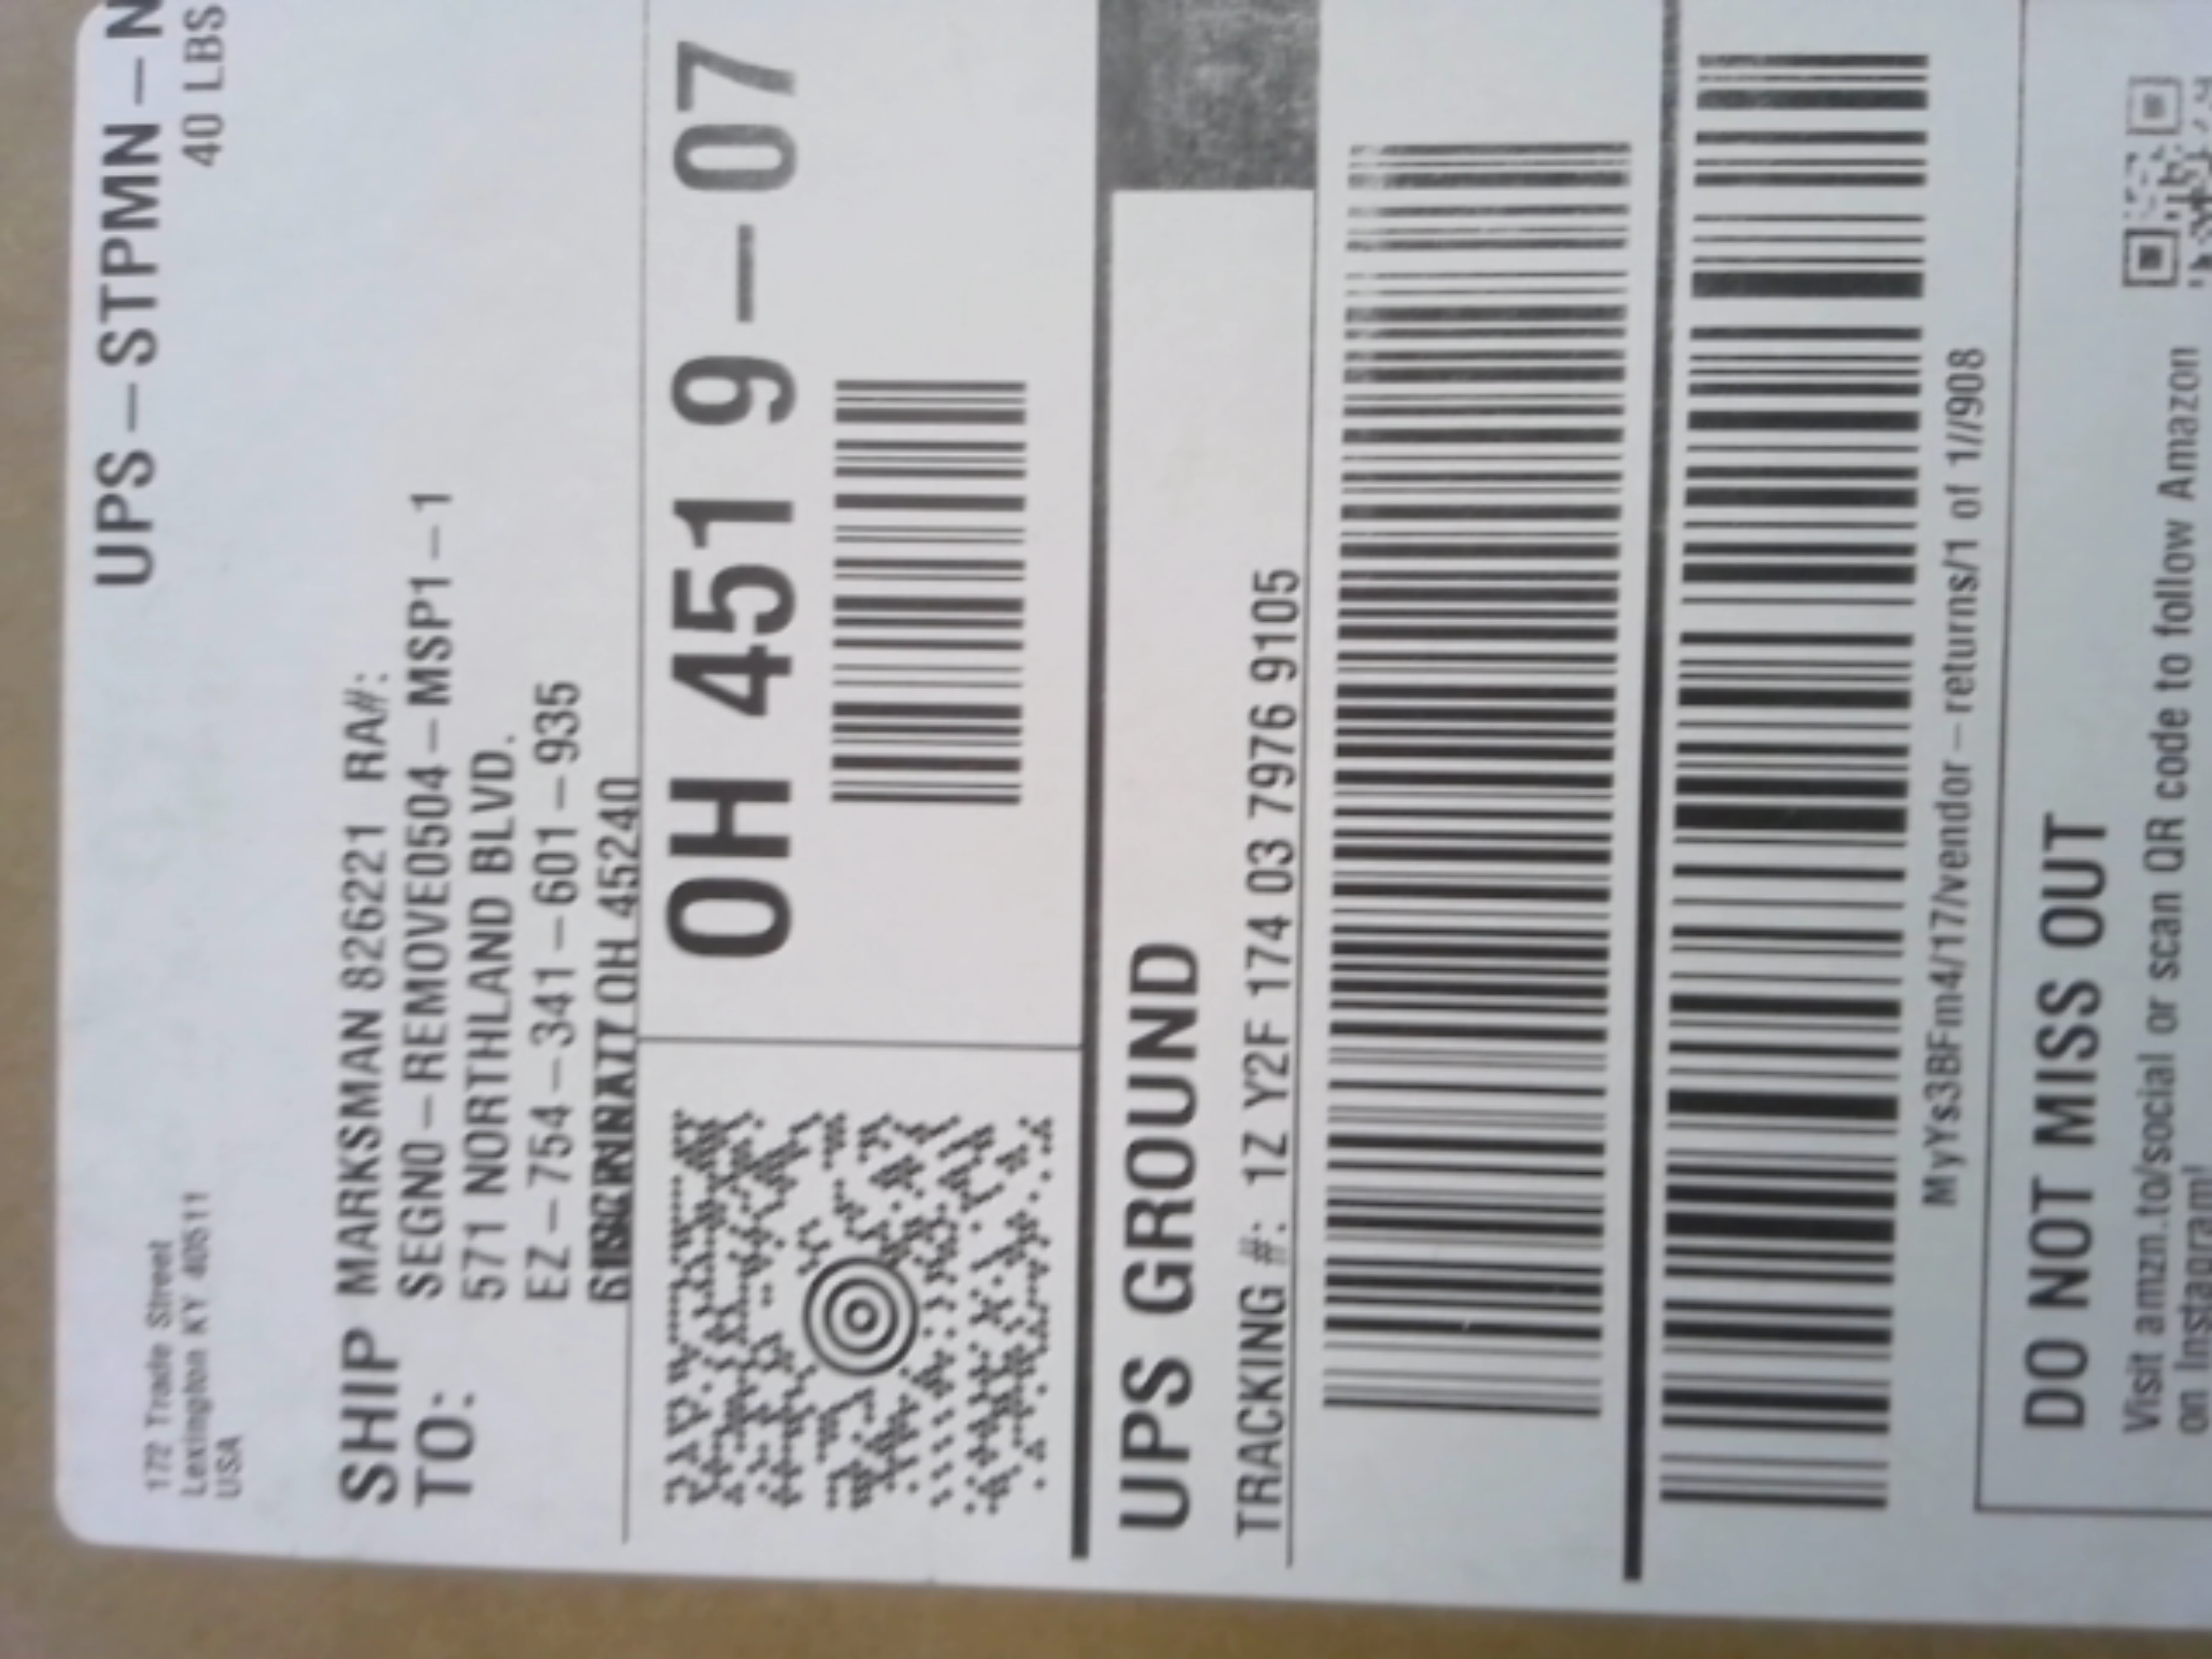 UPS-STPMN-N
40 LBS
172 Trade Street
Lexington KY 40511
USA
SHIP
TO:
MARKSMAN 826221 RA#:
SEGNO-REMOVE0504-MSP1-1
571 NORTHLAND BLVD.
EZ-754-341-601-935
OH 45240
OH 451 9-07
UPS GROUND
TRACKING #: 1Z Y2F 174 03 7976 9105
MyYs3BFm4/17/vendor-returns/1 of 1//908
DO NOT MISS OUT
Visit amzn.to/social or scan QR code to follow Amazon
on Instagram!